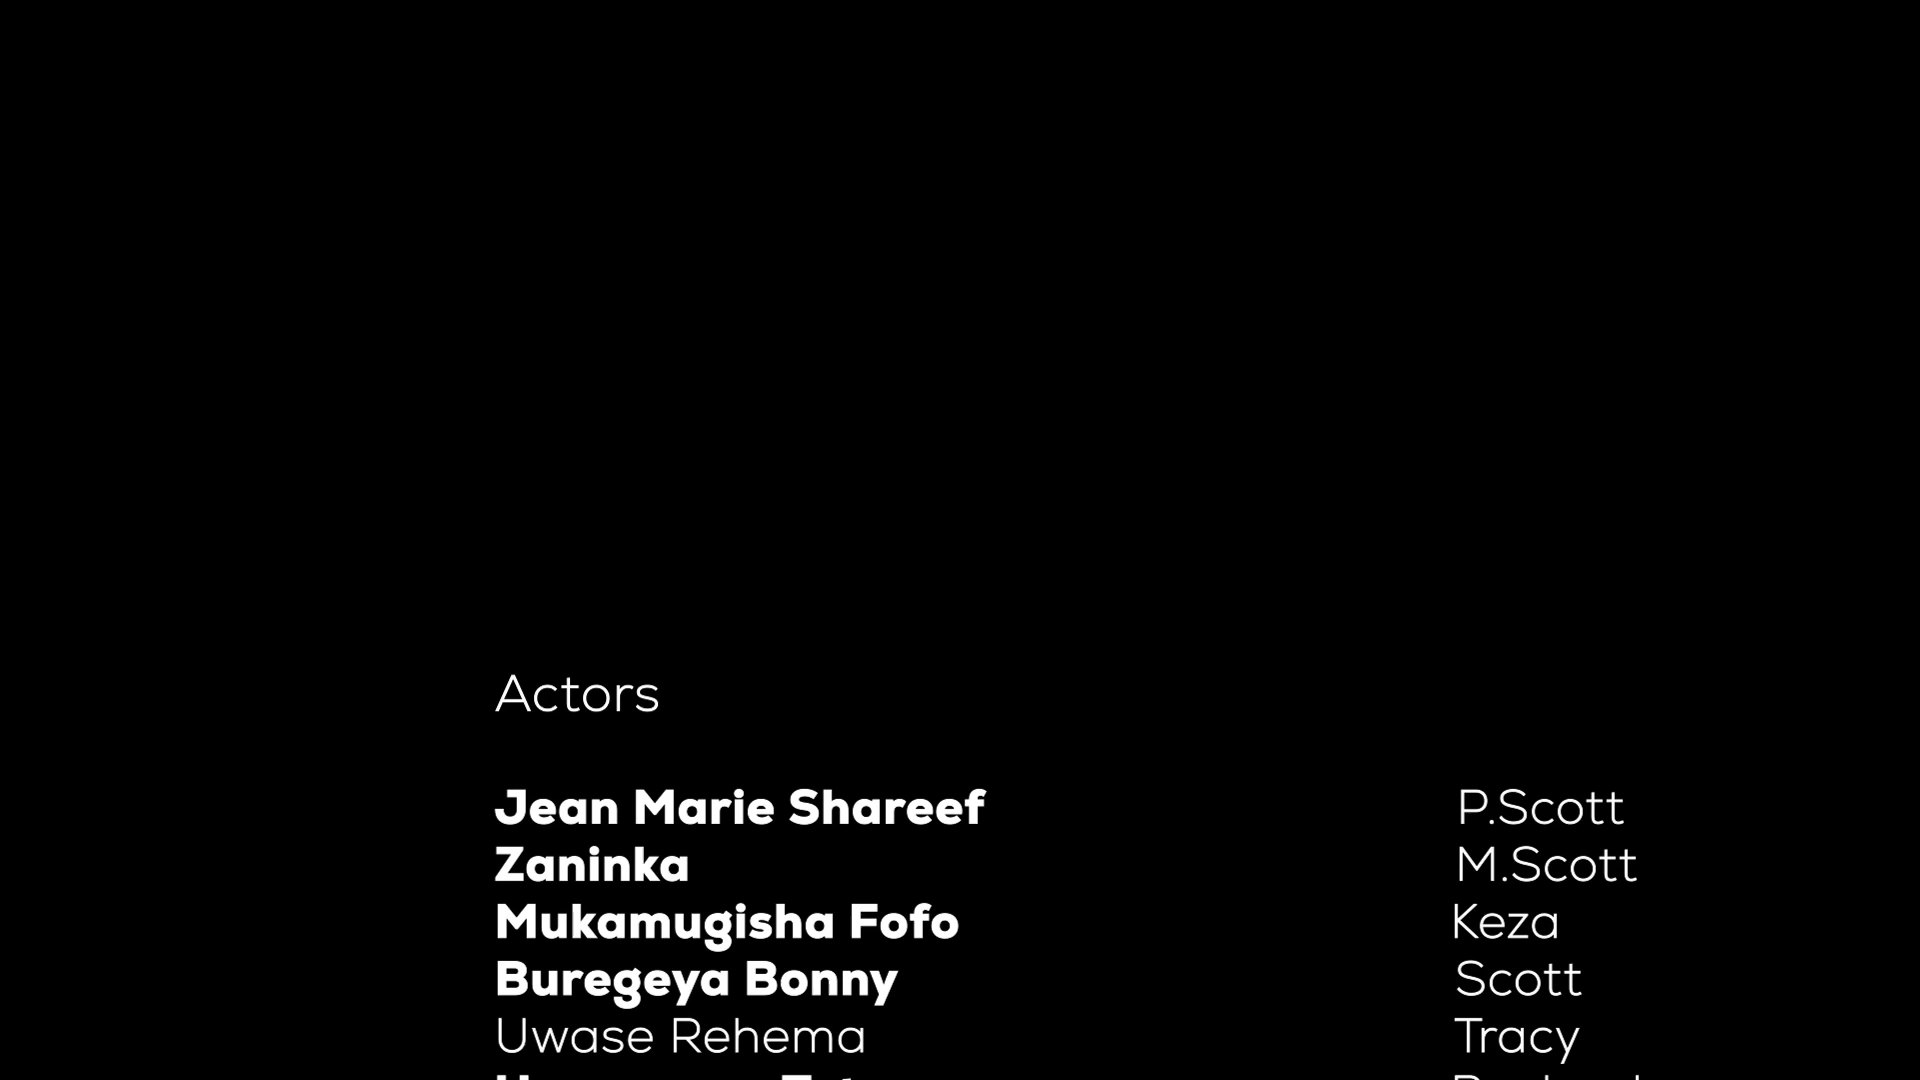 Actors
Jean Marie Shareef P.Scott
Zaninka M.Scott
Mukamugisha Fofo Keza
Buregeya Bonny Scott
Uwase Rehema Tracy